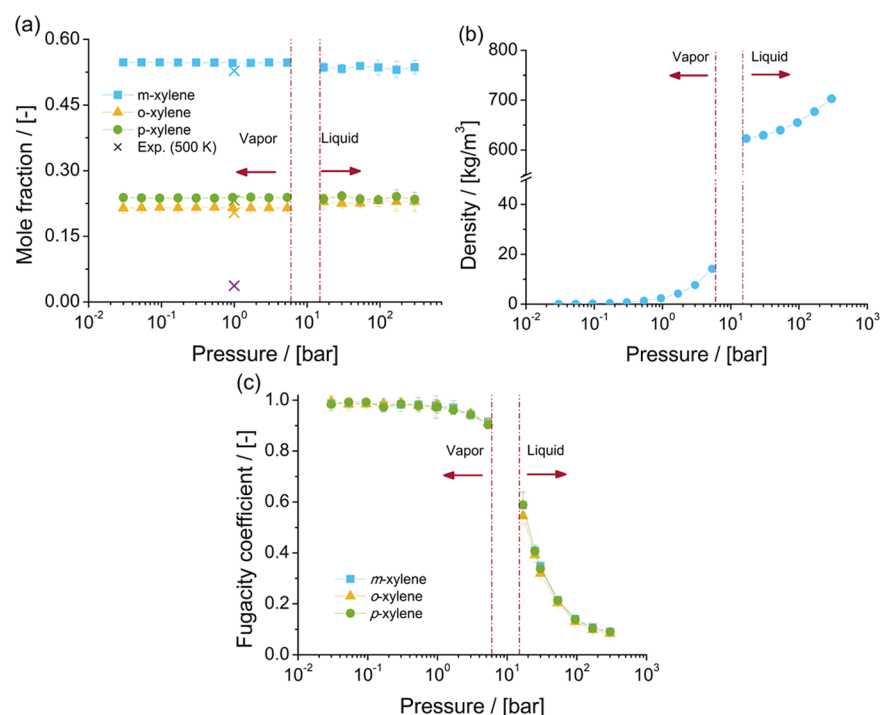 (a)
0.60
0.45
0.30
0.15
0.00
Mole fraction / [-]
m-xylene
o-xylene
p-xylene
Exp. (500 K)
Vapor
Liquid
10⁻² 10⁻¹ 10⁰ 10¹ 10²
Pressure / [bar]
(b)
800
700
600
40
20
0
Density / [kg/m³]
Vapor
Liquid
10⁻² 10⁻¹ 10⁰ 10¹ 10² 10³
Pressure / [bar]
(c)
1.0
0.8
0.6
0.4
0.2
0.0
Fugacity coefficient / [-]
Vapor
Liquid
m-xylene
o-xylene
p-xylene
10⁻² 10⁻¹ 10⁰ 10¹ 10² 10³
Pressure / [bar]